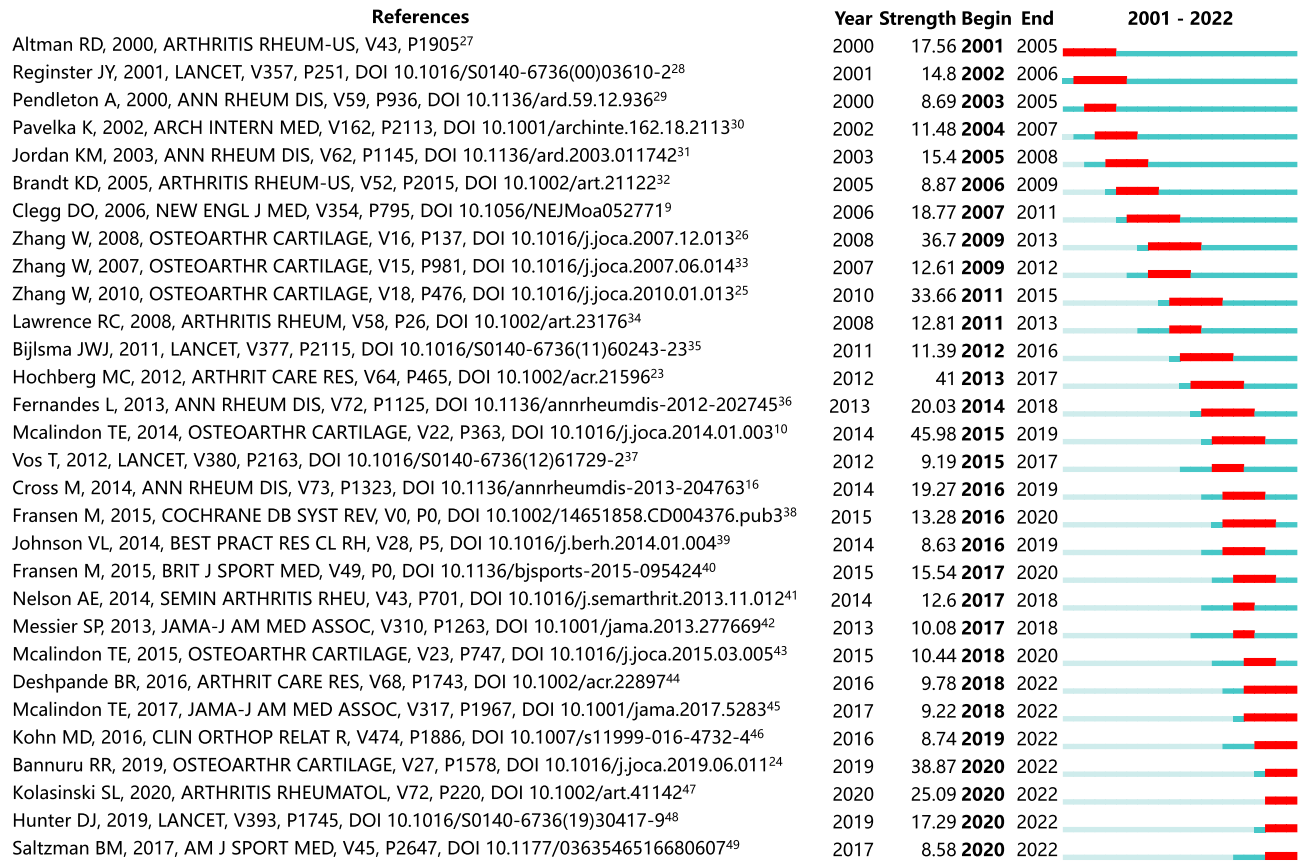 References Year Strength Begin End 2001 - 2022
Altman RD, 2000, ARTHRITIS RHEUM-US, V43, P1905²⁷ 2000 17.56 2001 2005
Reginster JY, 2001, LANCET, V357, P251, DOI 10.1016/S0140-6736(00)03610-2²⁸ 2001 14.8 2002 2006
Pendleton A, 2000, ANN RHEUM DIS, V59, P936, DOI 10.1136/ard.59.12.936²⁹ 2000 8.69 2003 2005
Pavelka K, 2002, ARCH INTERN MED, V162, P2113, DOI 10.1001/archinte.162.18.2113³⁰ 2002 11.48 2004 2007
Jordan KM, 2003, ANN RHEUM DIS, V62, P1145, DOI 10.1136/ard.2003.011742³¹ 2003 15.4 2005 2008
Brandt KD, 2005, ARTHRITIS RHEUM-US, V52, P2015, DOI 10.1002/art.21122³² 2005 8.87 2006 2009
Clegg DO, 2006, NEW ENGL J MED, V354, P795, DOI 10.1056/NEJMoa052771⁹ 2006 18.77 2007 2011
Zhang W, 2008, OSTEOARTHR CARTILAGE, V16, P137, DOI 10.1016/j.joca.2007.12.013²⁶ 2008 36.7 2009 2013
Zhang W, 2007, OSTEOARTHR CARTILAGE, V15, P981, DOI 10.1016/j.joca.2007.06.014³³ 2007 12.61 2009 2012
Zhang W, 2010, OSTEOARTHR CARTILAGE, V18, P476, DOI 10.1016/j.joca.2010.01.013²⁵ 2010 33.66 2011 2015
Lawrence RC, 2008, ARTHRITIS RHEUM, V58, P26, DOI 10.1002/art.23176³⁴ 2008 12.81 2011 2013
Bijlsma JWJ, 2011, LANCET, V377, P2115, DOI 10.1016/S0140-6736(11)60243-23³⁵ 2011 11.39 2012 2016
Hochberg MC, 2012, ARTHRIT CARE RES, V64, P465, DOI 10.1002/acr.21596²³ 2012 41 2013 2017
Fernandes L, 2013, ANN RHEUM DIS, V72, P1125, DOI 10.1136/annrheumdis-2012-202745³⁶ 2013 20.03 2014 2018
Mcalindon TE, 2014, OSTEOARTHR CARTILAGE, V22, P363, DOI 10.1016/j.joca.2014.01.003¹⁰ 2014 45.98 2015 2019
Vos T, 2012, LANCET, V380, P2163, DOI 10.1016/S0140-6736(12)61729-2³⁷ 2012 9.19 2015 2017
Cross M, 2014, ANN RHEUM DIS, V73, P1323, DOI 10.1136/annrheumdis-2013-204763¹⁶ 2014 19.27 2016 2019
Fransen M, 2015, COCHRANE DB SYST REV, V0, P0, DOI 10.1002/14651858.CD004376.pub3³⁸ 2015 13.28 2016 2020
Johnson VL, 2014, BEST PRACT RES CL RH, V28, P5, DOI 10.1016/j.berh.2014.01.004³⁹ 2014 8.63 2016 2019
Fransen M, 2015, BRIT J SPORT MED, V49, P0, DOI 10.1136/bjsports-2015-095424⁴⁰ 2015 15.54 2017 2020
Nelson AE, 2014, SEMIN ARTHRITIS RHEU, V43, P701, DOI 10.1016/j.semarthrit.2013.11.012⁴¹ 2014 12.6 2017 2018
Messier SP, 2013, JAMA-J AM MED ASSOC, V310, P1263, DOI 10.1001/jama.2013.277669⁴² 2013 10.08 2017 2018
Mcalindon TE, 2015, OSTEOARTHR CARTILAGE, V23, P747, DOI 10.1016/j.joca.2015.03.005⁴³ 2015 10.44 2018 2020
Deshpande BR, 2016, ARTHRIT CARE RES, V68, P1743, DOI 10.1002/acr.22897⁴⁴ 2016 9.78 2018 2022
Mcalindon TE, 2017, JAMA-J AM MED ASSOC, V317, P1967, DOI 10.1001/jama.2017.5283⁴⁵ 2017 9.22 2018 2022
Kohn MD, 2016, CLIN ORTHOP RELAT R, V474, P1886, DOI 10.1007/s11999-016-4732-4⁴⁶ 2016 8.74 2019 2022
Bannuru RR, 2019, OSTEOARTHR CARTILAGE, V27, P1578, DOI 10.1016/j.joca.2019.06.011²⁴ 2019 38.87 2020 2022
Kolasinski SL, 2020, ARTHRITIS RHEUMATOL, V72, P220, DOI 10.1002/art.41142⁴⁷ 2020 25.09 2020 2022
Hunter DJ, 2019, LANCET, V393, P1745, DOI 10.1016/S0140-6736(19)30417-9⁴⁸ 2019 17.29 2020 2022
Saltzman BM, 2017, AM J SPORT MED, V45, P2647, DOI 10.1177/0363546516680607⁴⁹ 2017 8.58 2020 2022